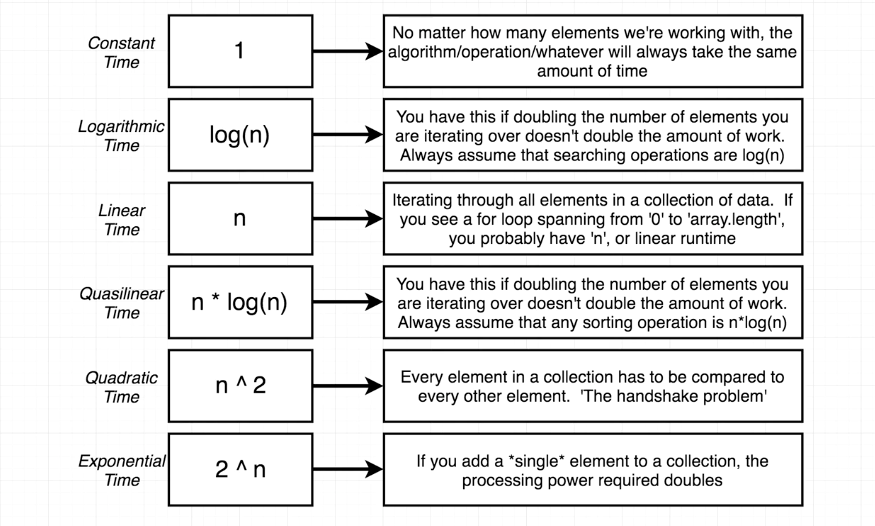 Constant
Time
1
No matter how many elements we're working with, the
algorithm/operation/whatever will always take the same
amount of time
Logarithmic
Time
log(n)
You have this if doubling the number of elements you
are iterating over doesn't double the amount of work.
Always assume that searching operations are log(n)
Linear
Time
n
Iterating through all elements in a collection of data.  If
you see a for loop spanning from '0' to 'array.length',
you probably have 'n', or linear runtime
Quasilinear
Time
n * log(n)
You have this if doubling the number of elements you
are iterating over doesn't double the amount of work.
Always assume that any sorting operation is n*log(n)
Quadratic
Time
n ^ 2
Every element in a collection has to be compared to
every other element.  'The handshake problem'
Exponential
Time
2 ^ n
If you add a *single* element to a collection, the
processing power required doubles